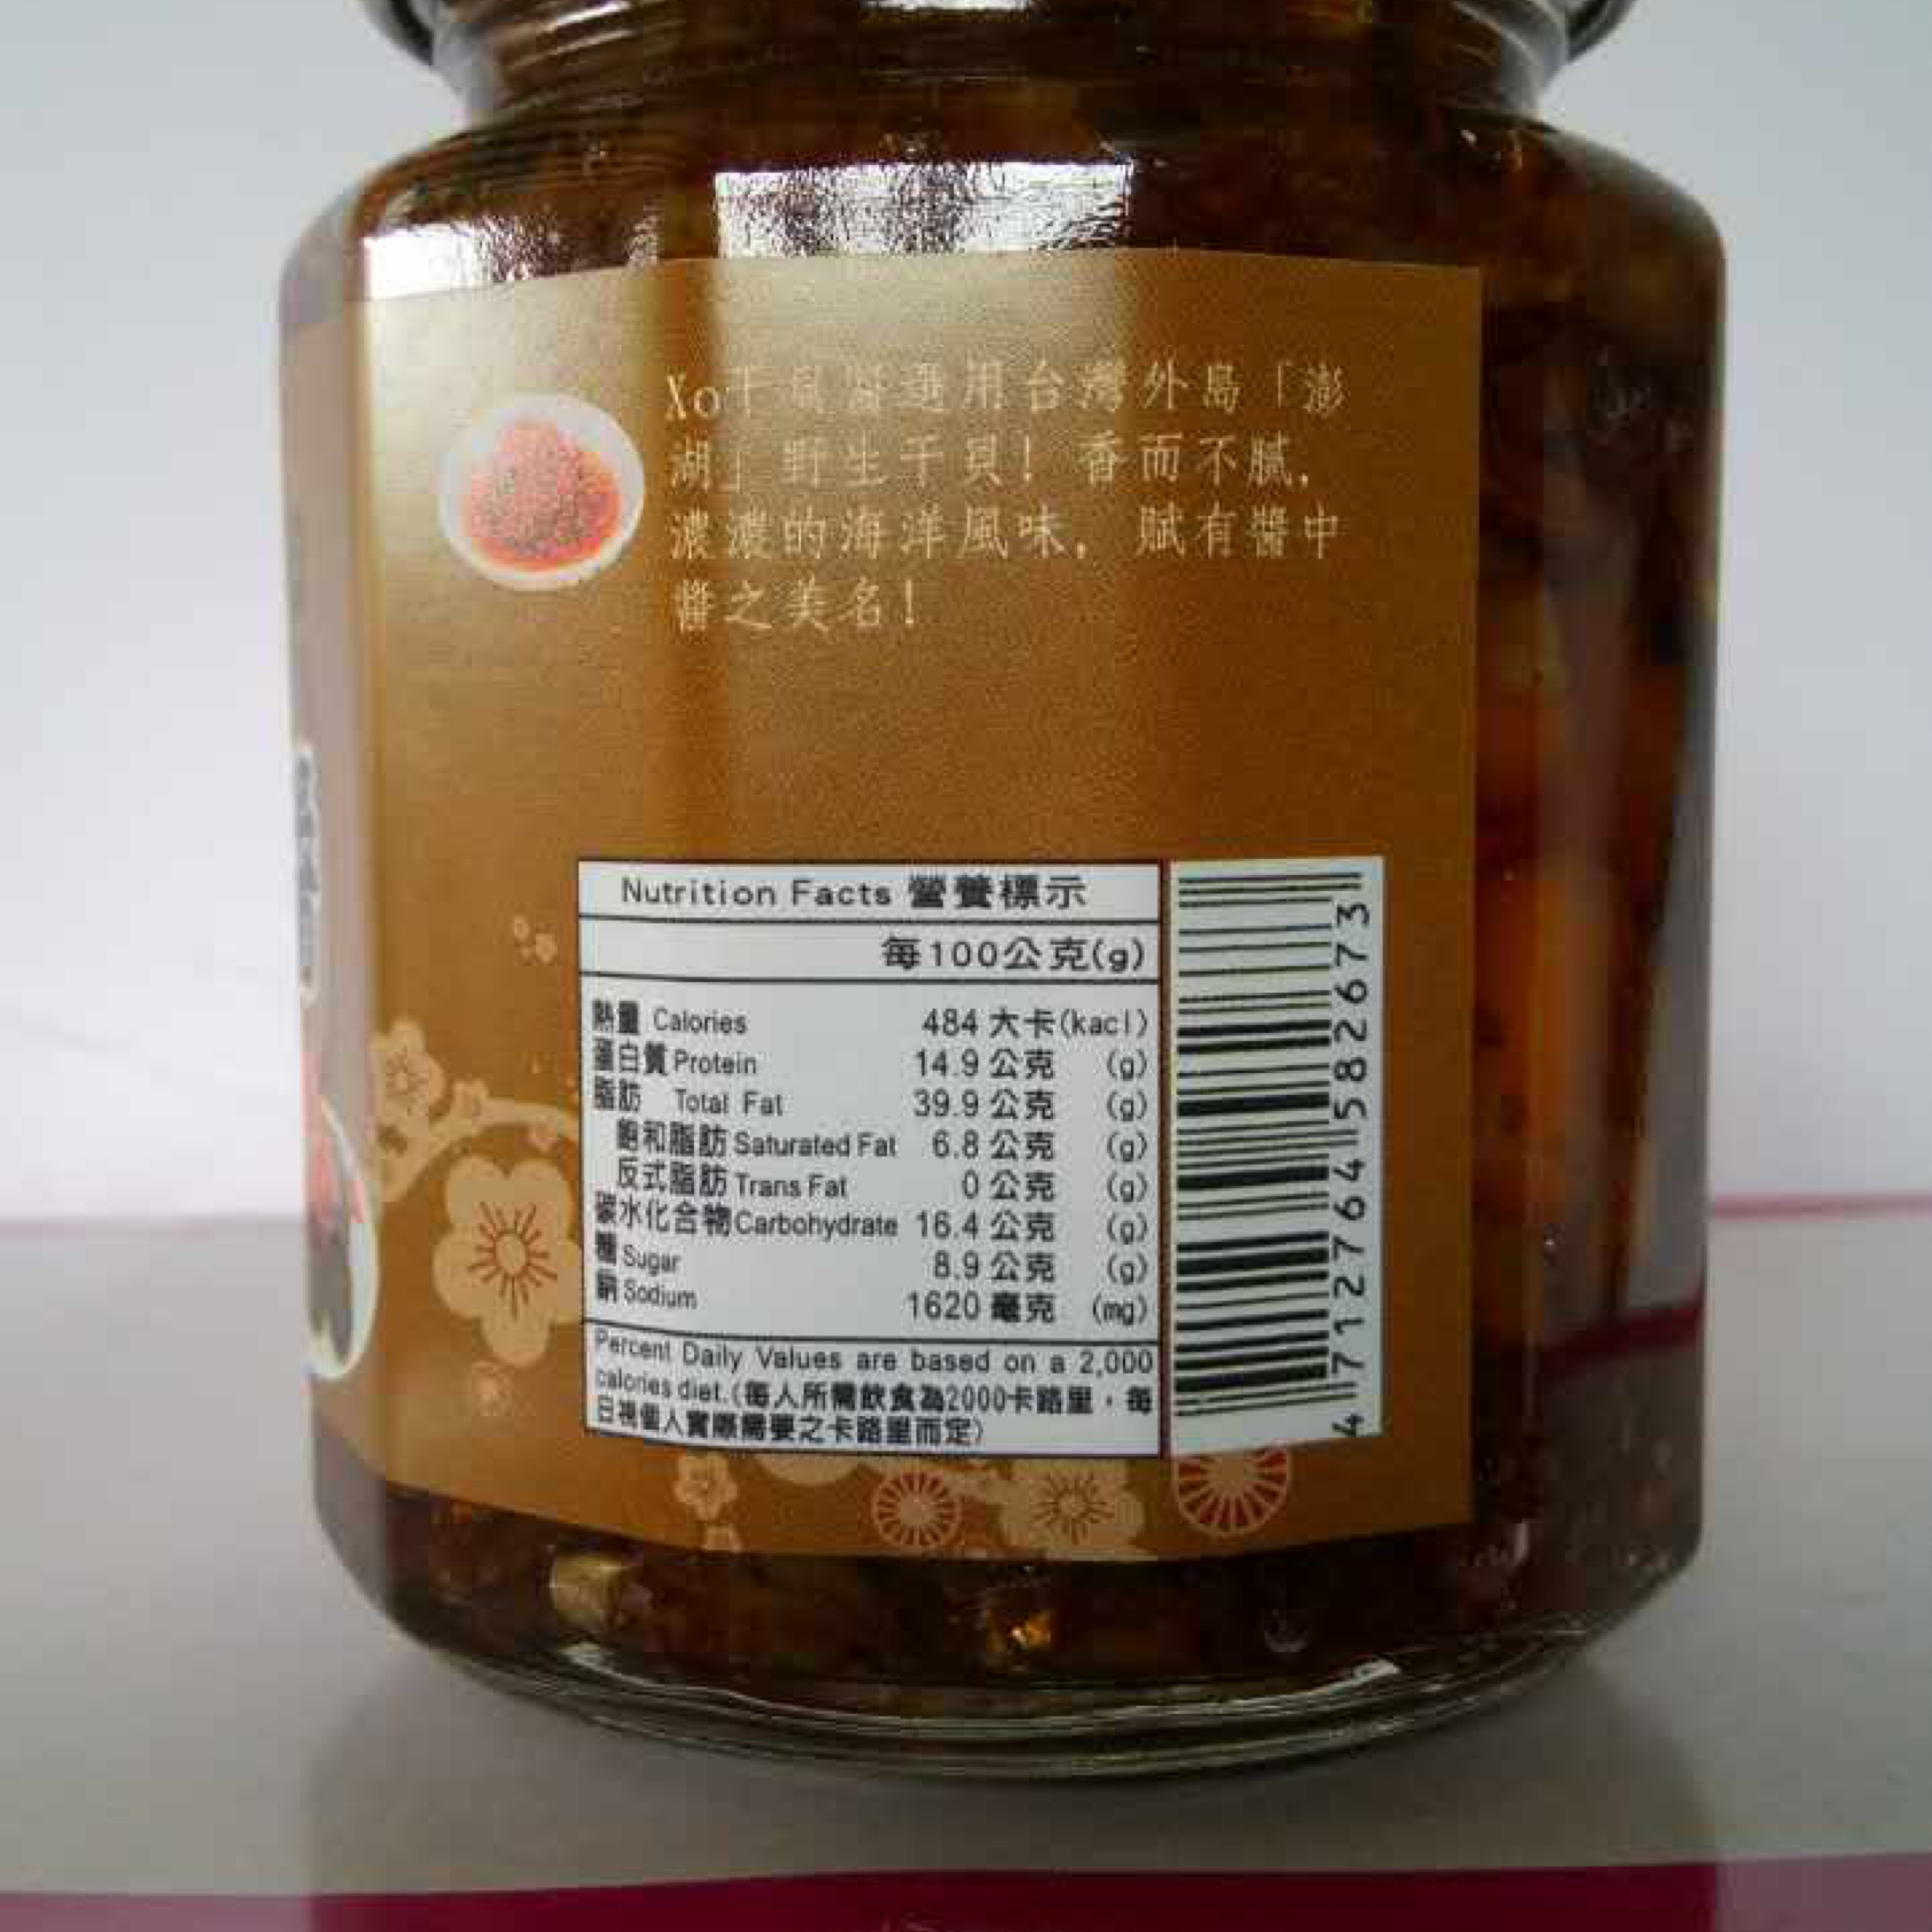 Xo干貝醬選用台灣外島「澎
湖」野生干貝！香而不膩，
濃濃的海洋風味，賦有醬中
醬之美名！
Nutrition Facts 營養標示
每100公克(g)
熱量 Calories 484 大卡(kacl)
蛋白質 Protein 14.9 公克 (g)
脂肪 Total Fat 39.9 公克 (g)
飽和脂肪 Saturated Fat 6.8 公克 (g)
反式脂肪 Trans Fat 0 公克 (g)
碳水化合物 Carbohydrate 16.4 公克 (g)
糖 Sugar 8.9 公克 (g)
鈉 Sodium 1620 毫克 (mg)
Percent Daily Values are based on a 2,000
calories diet.(每人所需飲食為2000卡路里，每
日視個人實際需要之卡路里而定)
4712764582673